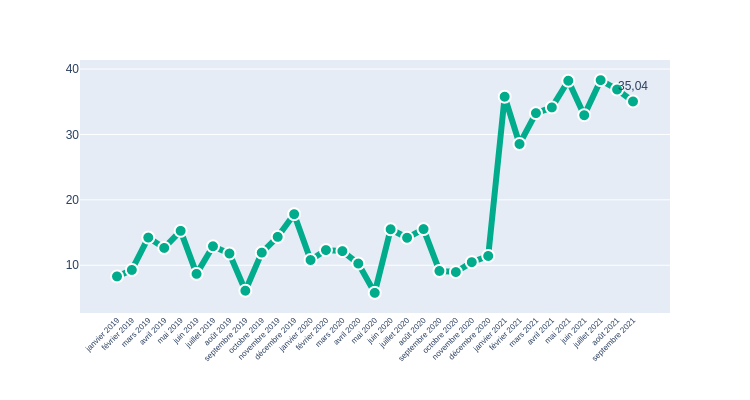 40
30
20
10
35,04
janvier 2019
février 2019
mars 2019
avril 2019
mai 2019
juin 2019
juillet 2019
août 2019
septembre 2019
octobre 2019
novembre 2019
décembre 2019
janvier 2020
février 2020
mars 2020
avril 2020
mai 2020
juin 2020
juillet 2020
août 2020
septembre 2020
octobre 2020
novembre 2020
décembre 2020
janvier 2021
février 2021
mars 2021
avril 2021
mai 2021
juin 2021
juillet 2021
août 2021
septembre 2021